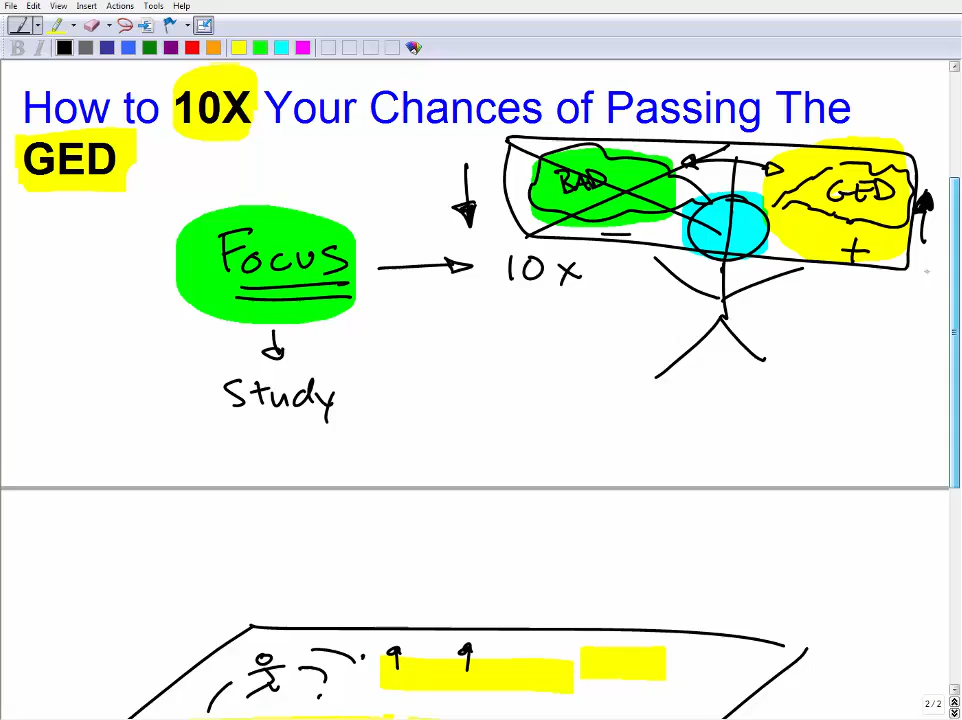 File Edit View Insert Actions Tools Help
B I
How to 10X Your Chances of Passing The
GED
BAD
GED
Focus
10 x
+
Study
?
2 / 2